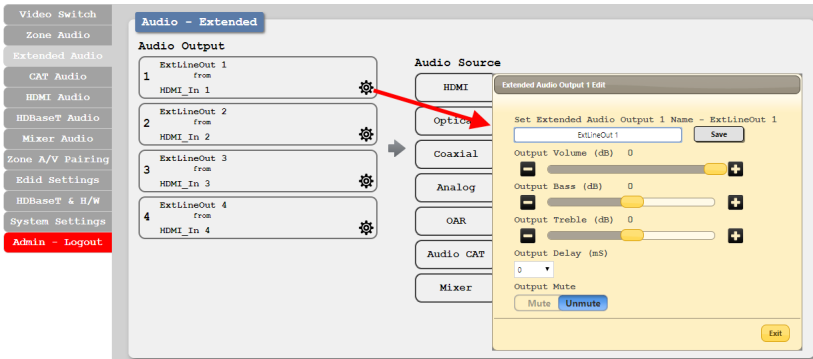 Video Switch
Zone Audio
Extended Audio
CAT Audio
HDMI Audio
HDBaseT Audio
Mixer Audio
Zone A/V Pairing
Edid Settings
HDBaseT & H/W
System Settings
Admin - Logout
Audio - Extended
Audio Output
1 ExtLineOut 1
from
HDMI_In 1
2 ExtLineOut 2
from
HDMI_In 2
3 ExtLineOut 3
from
HDMI_In 3
4 ExtLineOut 4
from
HDMI_In 4
Audio Source
HDMI
Optica
Coaxial
Analog
OAR
Audio CAT
Mixer
Extended Audio Output 1 Edit
Set Extended Audio Output 1 Name - ExtLineOut 1
ExtLineOut 1 Save
Output Volume (dB) 0
Output Bass (dB) 0
Output Treble (dB) 0
Output Delay (mS)
0
Output Mute
Mute Unmute
Exit